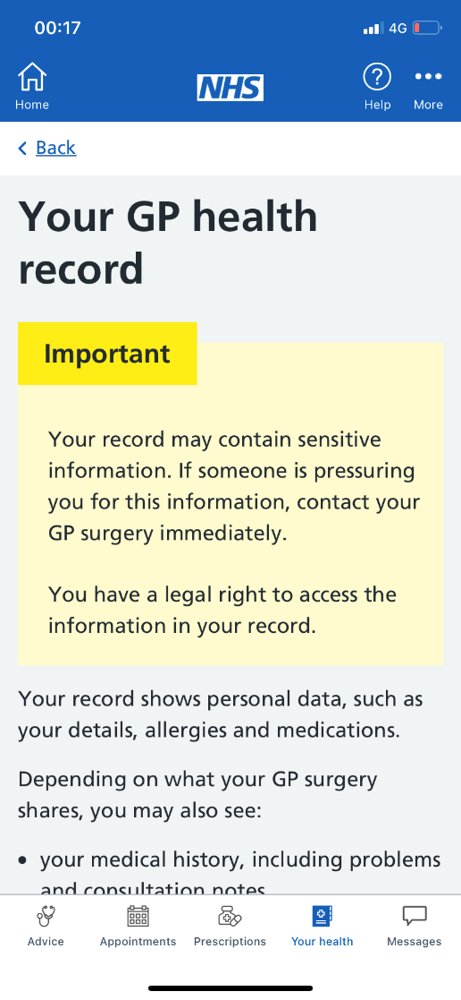 00:17
4G
NHS
Home
Help
More
Back
Your GP health
record
Important
Your record may contain sensitive
information. If someone is pressuring
you for this information, contact your
GP surgery immediately.
You have a legal right to access the
information in your record.
Your record shows personal data, such as
your details, allergies and medications.
Depending on what your GP surgery
shares, you may also see:
• your medical history, including problems
and consultation notes
Advice
Appointments
Prescriptions
Your health
Messages